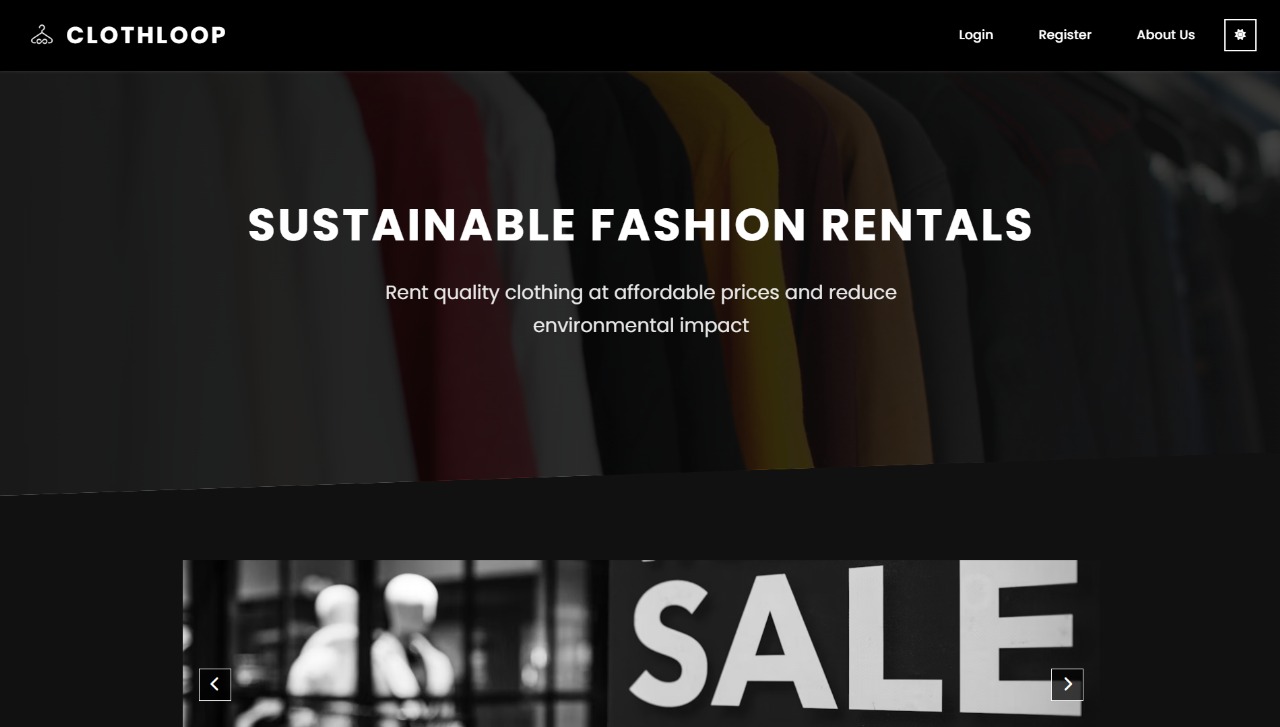 CLOTHLOOP
Login
Register
About Us
SUSTAINABLE FASHION RENTALS
Rent quality clothing at affordable prices and reduce
environmental impact
SALE